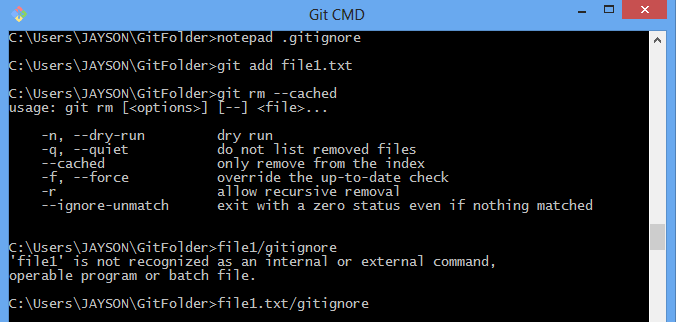 Git CMD
C:\Users\JAYSON\GitFolder>notepad .gitignore
C:\Users\JAYSON\GitFolder>git add file1.txt
C:\Users\JAYSON\GitFolder>git rm --cached
usage: git rm [<options>] [--] <file>...
-n, --dry-run dry run
-q, --quiet do not list removed files
--cached only remove from the index
-f, --force override the up-to-date check
-r allow recursive removal
--ignore-unmatch exit with a zero status even if nothing matched
C:\Users\JAYSON\GitFolder>file1/gitignore
'file1' is not recognized as an internal or external command,
operable program or batch file.
C:\Users\JAYSON\GitFolder>file1.txt/gitignore